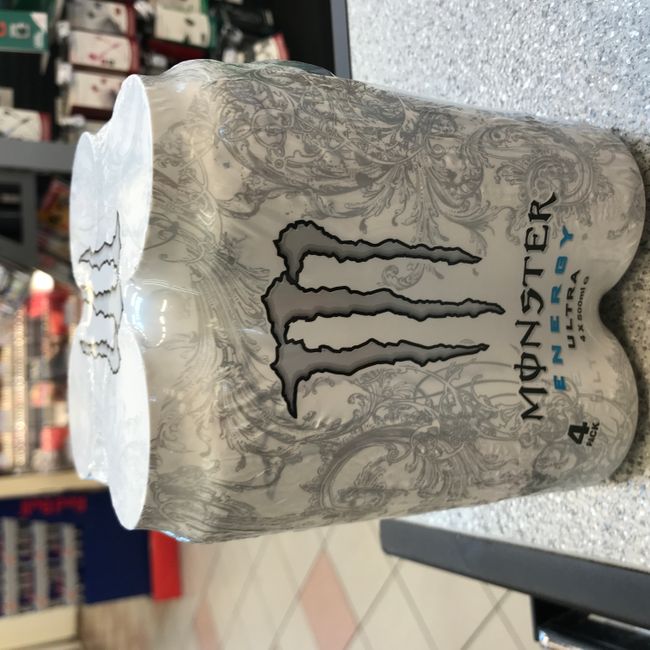 MONSTER
ENERGY
ULTRA
4 x 500ml e
4
PACK